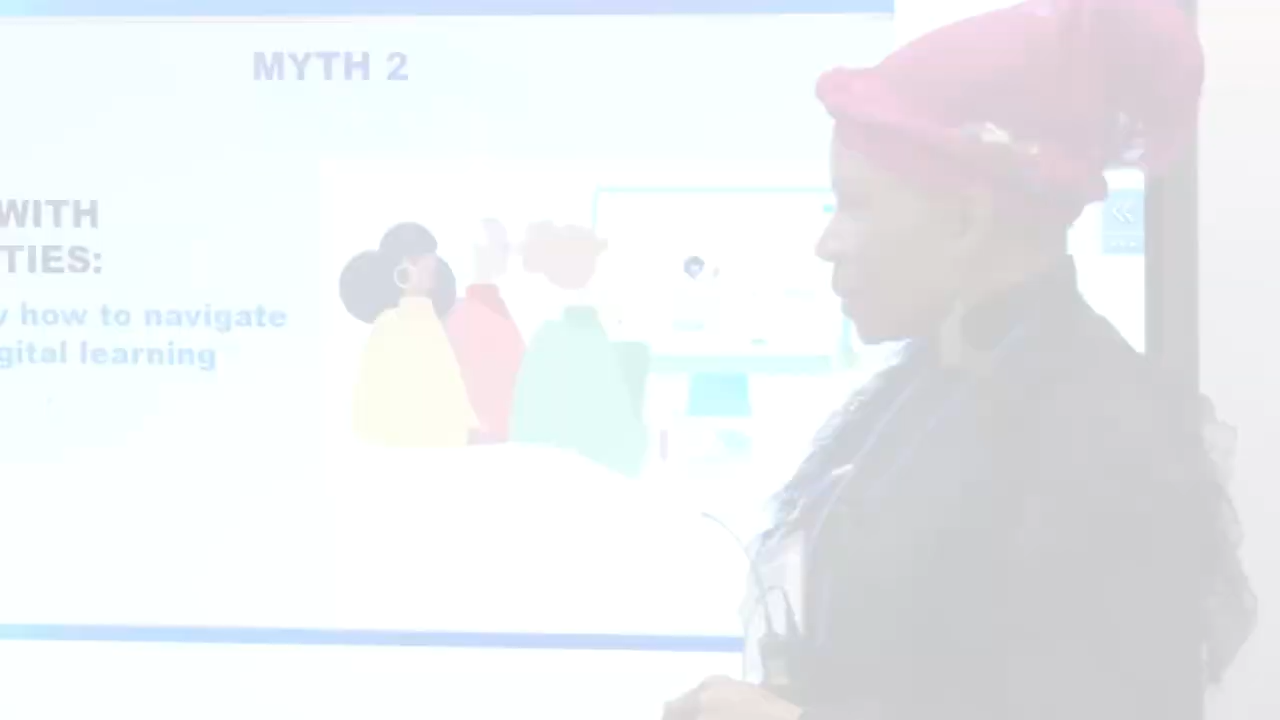 MYTH 2
WITH
TIES:
how to navigate
gital learning